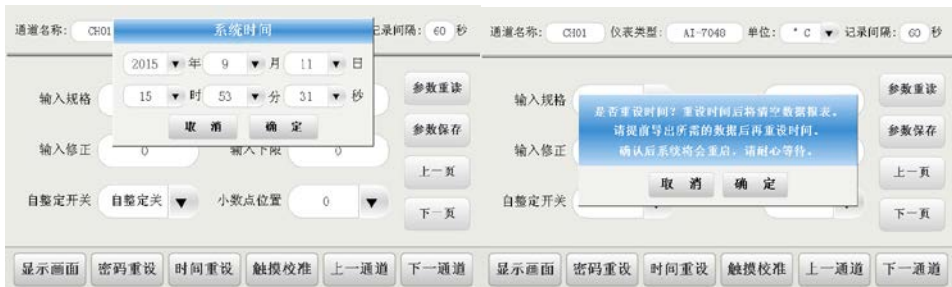 通道名称: CH01
系统时间
记录间隔: 60 秒
2015 ▼ 年 9 ▼ 月 11 ▼ 日
15 ▼ 时 53 ▼ 分 31 ▼ 秒
取 消 确 定
输入规格
参数重读
参数保存
输入修正 0 输入下限 0
上一页
自整定开关 自整定关 ▼ 小数点位置 0 ▼
下一页
显示画面 密码重设 时间重设 触摸校准 上一通道 下一通道
通道名称: CH01 仪表类型: AI-7048 单位: °C ▼ 记录间隔: 60 秒
输入规格
参数重读
是否重设时间?重设时间后将清空数据报表。
请提前导出所需的数据后再重设时间。
确认后系统将会重启,请耐心等待。
参数保存
输入修正
取 消 确 定
上一页
自整定开关
下一页
显示画面 密码重设 时间重设 触摸校准 上一通道 下一通道